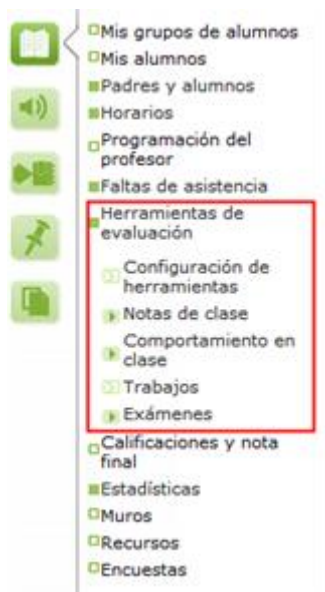 Mis grupos de alumnos
Mis alumnos
Padres y alumnos
Horarios
Programación del
profesor
Faltas de asistencia
Herramientas de
evaluación
Configuración de
herramientas
Notas de clase
Comportamiento en
clase
Trabajos
Exámenes
Calificaciones y nota
final
Estadísticas
Muros
Recursos
Encuestas